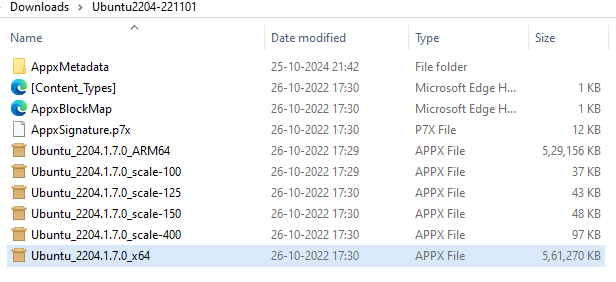 Downloads > Ubuntu2204-221101
Name Date modified Type Size
AppxMetadata 25-10-2024 21:42 File folder
[Content_Types] 26-10-2022 17:30 Microsoft Edge H... 1 KB
AppxBlockMap 26-10-2022 17:30 Microsoft Edge H... 1 KB
AppxSignature.p7x 26-10-2022 17:30 P7X File 12 KB
Ubuntu_2204.1.7.0_ARM64 26-10-2022 17:29 APPX File 5,29,156 KB
Ubuntu_2204.1.7.0_scale-100 26-10-2022 17:29 APPX File 37 KB
Ubuntu_2204.1.7.0_scale-125 26-10-2022 17:30 APPX File 43 KB
Ubuntu_2204.1.7.0_scale-150 26-10-2022 17:30 APPX File 48 KB
Ubuntu_2204.1.7.0_scale-400 26-10-2022 17:30 APPX File 97 KB
Ubuntu_2204.1.7.0_x64 26-10-2022 17:30 APPX File 5,61,270 KB